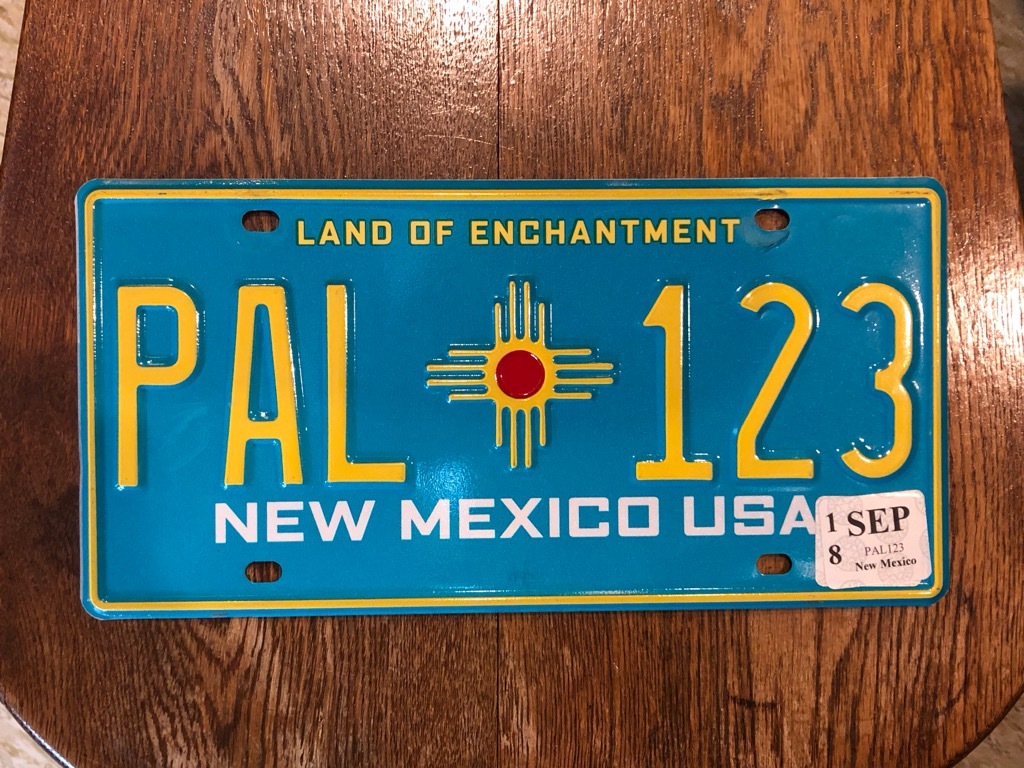 LAND OF ENCHANTMENT
PAL 123
NEW MEXICO USA
1 SEP
8 PAL123
New Mexico